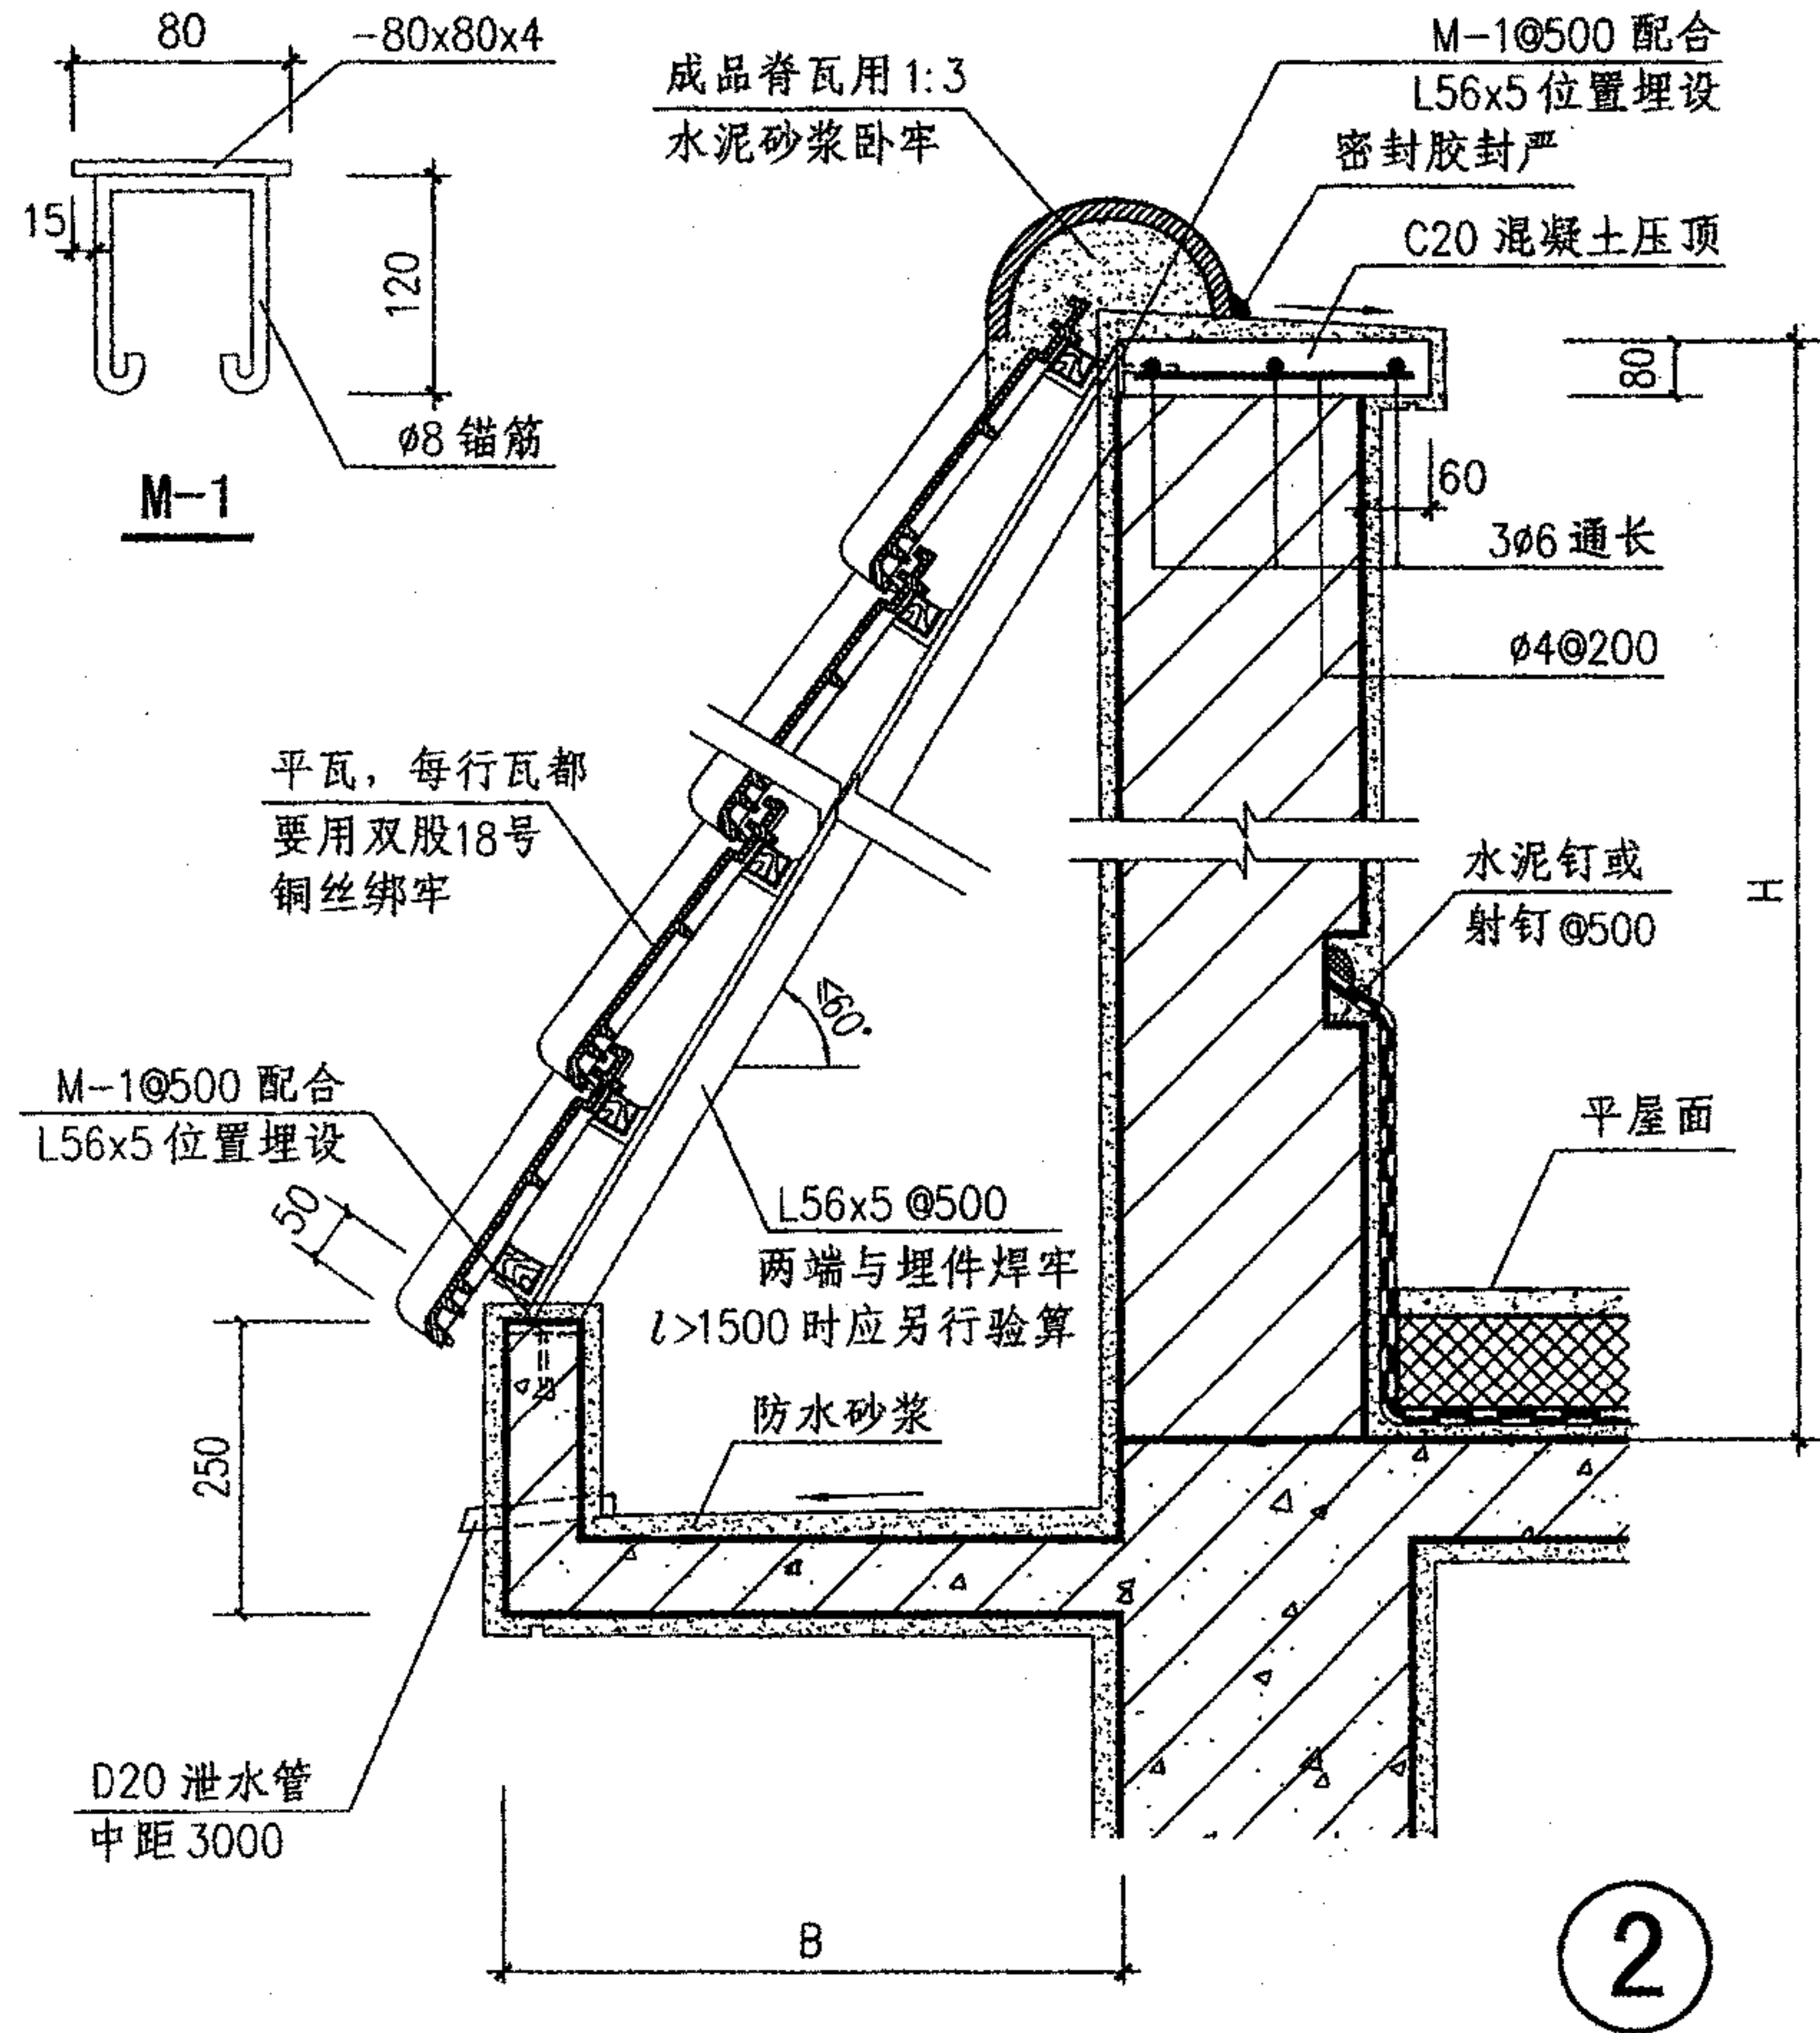 80
-80x80x4
15
120
ø8 锚筋
M-1
成品脊瓦用 1:3
水泥砂浆卧牢
M-1@500 配合
L56x5 位置埋设
密封胶封严
C20 混凝土压顶
80
60
3ø6 通长
ø4@200
平瓦，每行瓦都
要用双股18号
铜丝绑牢
水泥钉或
射钉 @500
H
≤60°
M-1@500 配合
L56x5 位置埋设
平屋面
50
L56x5 @500
两端与埋件焊牢
l>1500 时应另行验算
防水砂浆
250
D20 泄水管
中距 3000
B
2